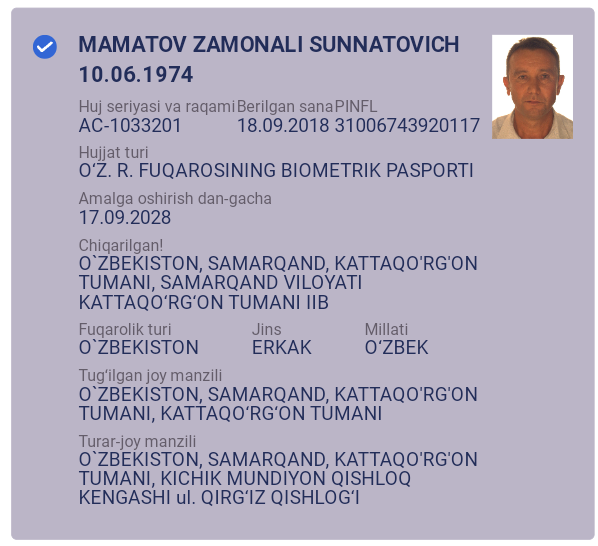 MAMATOV ZAMONALI SUNNATOVICH
10.06.1974
Huj seriyasi va raqami Berilgan sana PINFL
AC-1033201 18.09.2018 31006743920117
Hujjat turi
O‘Z. R. FUQAROSINING BIOMETRIK PASPORTI
Amalga oshirish dan-gacha
17.09.2028
Chiqarilgan!
O`ZBEKISTON, SAMARQAND, KATTAQO'RG'ON
TUMANI, SAMARQAND VILOYATI
KATTAQO‘RG‘ON TUMANI IIB
Fuqarolik turi Jins Millati
O`ZBEKISTON ERKAK O‘ZBEK
Tug‘ilgan joy manzili
O`ZBEKISTON, SAMARQAND, KATTAQO'RG'ON
TUMANI, KATTAQO‘RG‘ON TUMANI
Turar-joy manzili
O`ZBEKISTON, SAMARQAND, KATTAQO'RG'ON
TUMANI, KICHIK MUNDIYON QISHLOQ
KENGASHI ul. QIRG‘IZ QISHLOG‘I